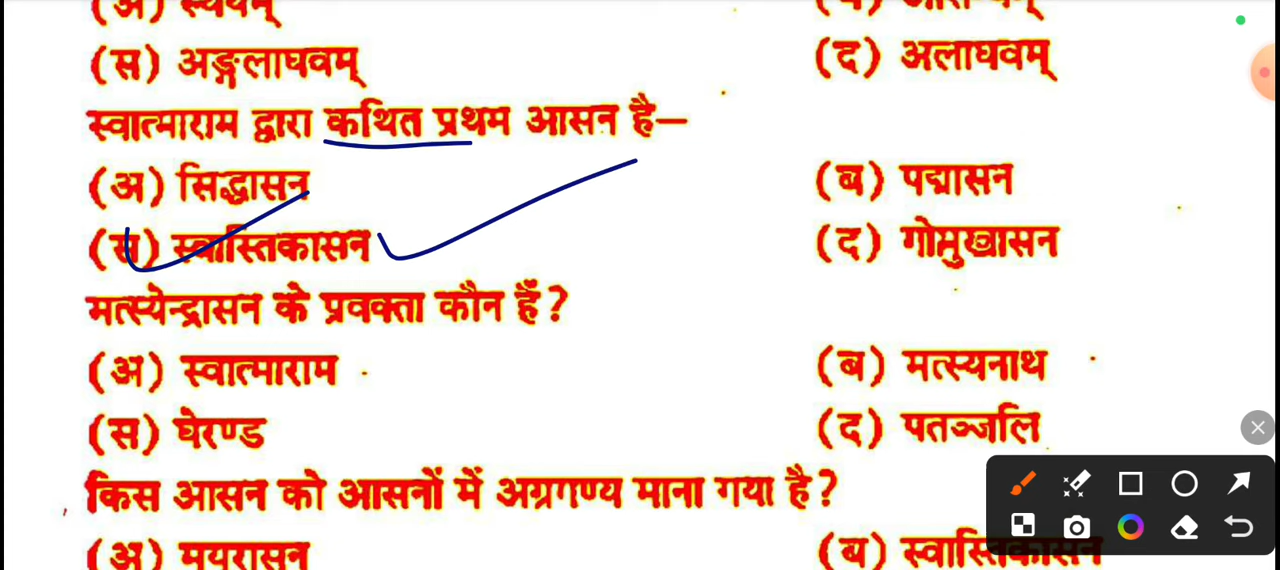 (स) अङ्गलाघवम् (द) अलाघवम्
स्वात्माराम द्वारा कथित प्रथम आसन है—
(अ) सिद्धासन (ब) पद्मासन
(स) स्वास्तिकासन (द) गोमुखासन
मत्स्येन्द्रासन के प्रवक्ता कौन हैं?
(अ) स्वात्माराम (ब) मत्स्यनाथ
(स) घेरण्ड (द) पतञ्जलि
किस आसन को आसनों में अग्रगण्य माना गया है?
(अ) मयूरासन (ब) स्वास्तिकासन